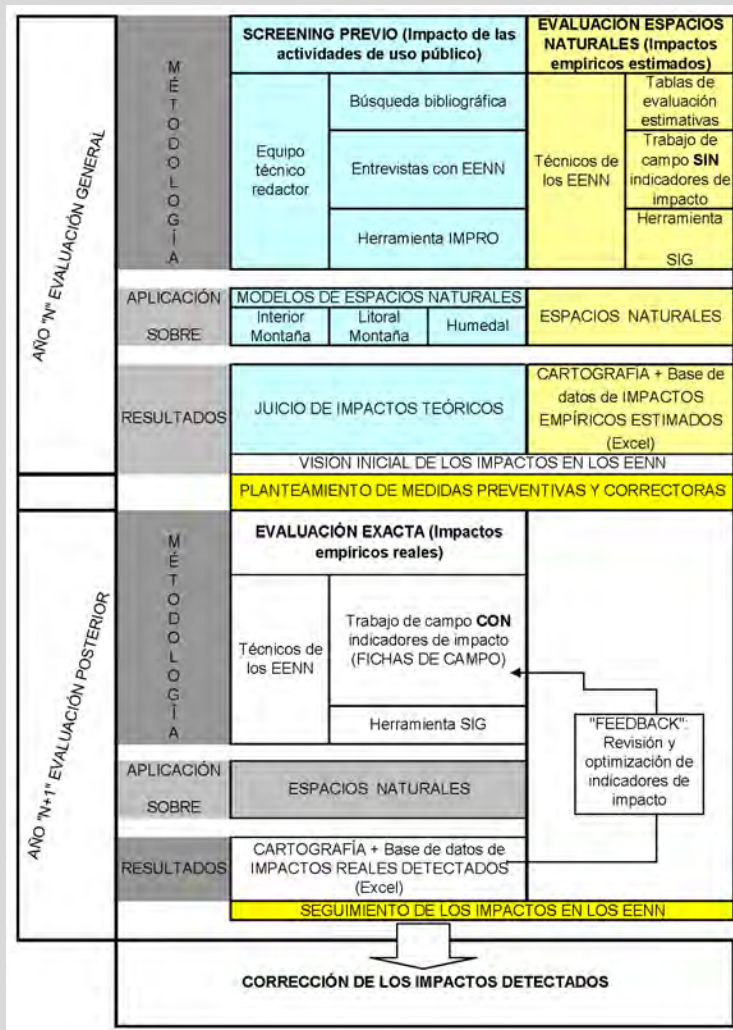 SCREENING PREVIO (Impacto de las
actividades de uso público)
EVALUACIÓN ESPACIOS
NATURALES (Impactos
empíricos estimados)
AÑO "N" EVALUACIÓN GENERAL
MÉTODOLOGÍA
Equipo
técnico
redactor
Búsqueda bibliográfica
Entrevistas con EENN
Herramienta IMPRO
Técnicos de
los EENN
Tablas de
evaluación
estimativas
Trabajo de
campo SIN
indicadores de
impacto
Herramienta
SIG
APLICACIÓN
SOBRE
MODELOS DE ESPACIOS NATURALES
Interior
Montaña
Litoral
Montaña
Humedal
ESPACIOS NATURALES
RESULTADOS
JUICIO DE IMPACTOS TEÓRICOS
CARTOGRAFÍA + Base de
datos de IMPACTOS
EMPÍRICOS ESTIMADOS
(Excel)
VISION INICIAL DE LOS IMPACTOS EN LOS EENN
PLANTEAMIENTO DE MEDIDAS PREVENTIVAS Y CORRECTORAS
AÑO "N+1" EVALUACIÓN POSTERIOR
MÉTODOLOGÍA
EVALUACIÓN EXACTA (Impactos
empíricos reales)
Técnicos de
los EENN
Trabajo de campo CON
indicadores de impacto
(FICHAS DE CAMPO)
Herramienta SIG
"FEEDBACK":
Revisión y
optimización de
indicadores de
impacto
APLICACIÓN
SOBRE
ESPACIOS NATURALES
RESULTADOS
CARTOGRAFÍA + Base de datos de
IMPACTOS REALES DETECTADOS
(Excel)
SEGUIMIENTO DE LOS IMPACTOS EN LOS EENN
CORRECCIÓN DE LOS IMPACTOS DETECTADOS